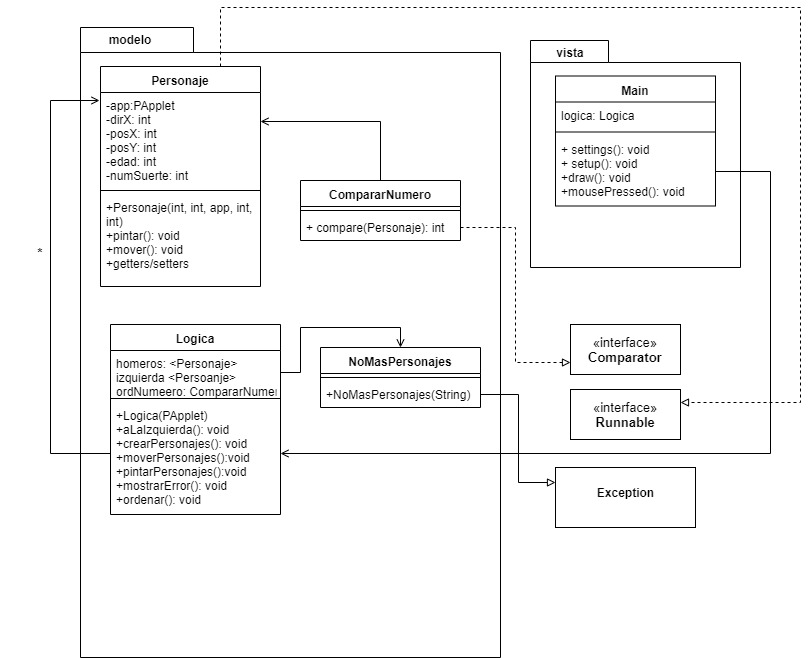 modelo
Personaje
-app:PApplet
-dirX: int
-posX: int
-posY: int
-edad: int
-numSuerte: int
+Personaje(int, int, app, int,
int)
+pintar(): void
+mover(): void
+getters/setters
CompararNumero
+ compare(Personaje): int
*
Logica
homeros: <Personaje>
izquierda <Persoanje>
ordNumeero: CompararNumer
+Logica(PApplet)
+aLaIzquierda(): void
+crearPersonajes(): void
+moverPersonajes():void
+pintarPersonajes():void
+mostrarError(): void
+ordenar(): void
NoMasPersonajes
+NoMasPersonajes(String)
vista
Main
logica: Logica
+ settings(): void
+ setup(): void
+draw(): void
+mousePressed(): void
«interface»
Comparator
«interface»
Runnable
Exception